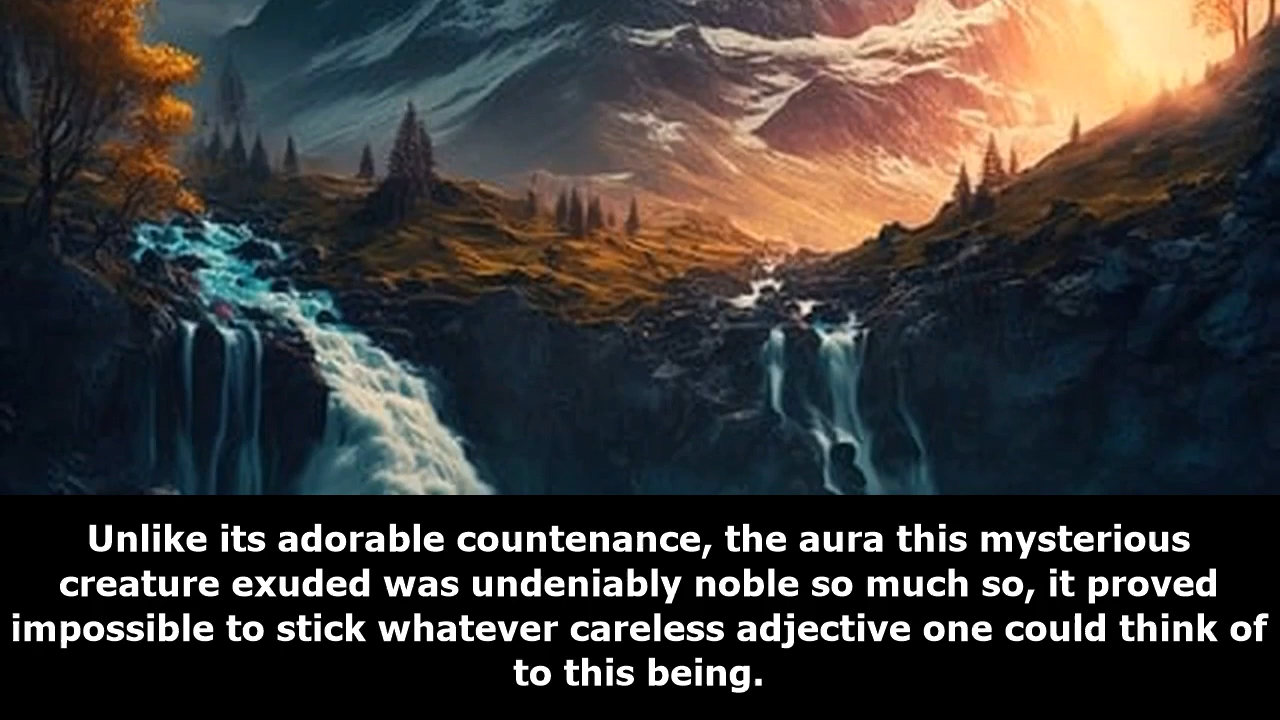 Unlike its adorable countenance, the aura this mysterious
creature exuded was undeniably noble so much so, it proved
impossible to stick whatever careless adjective one could think of
to this being.